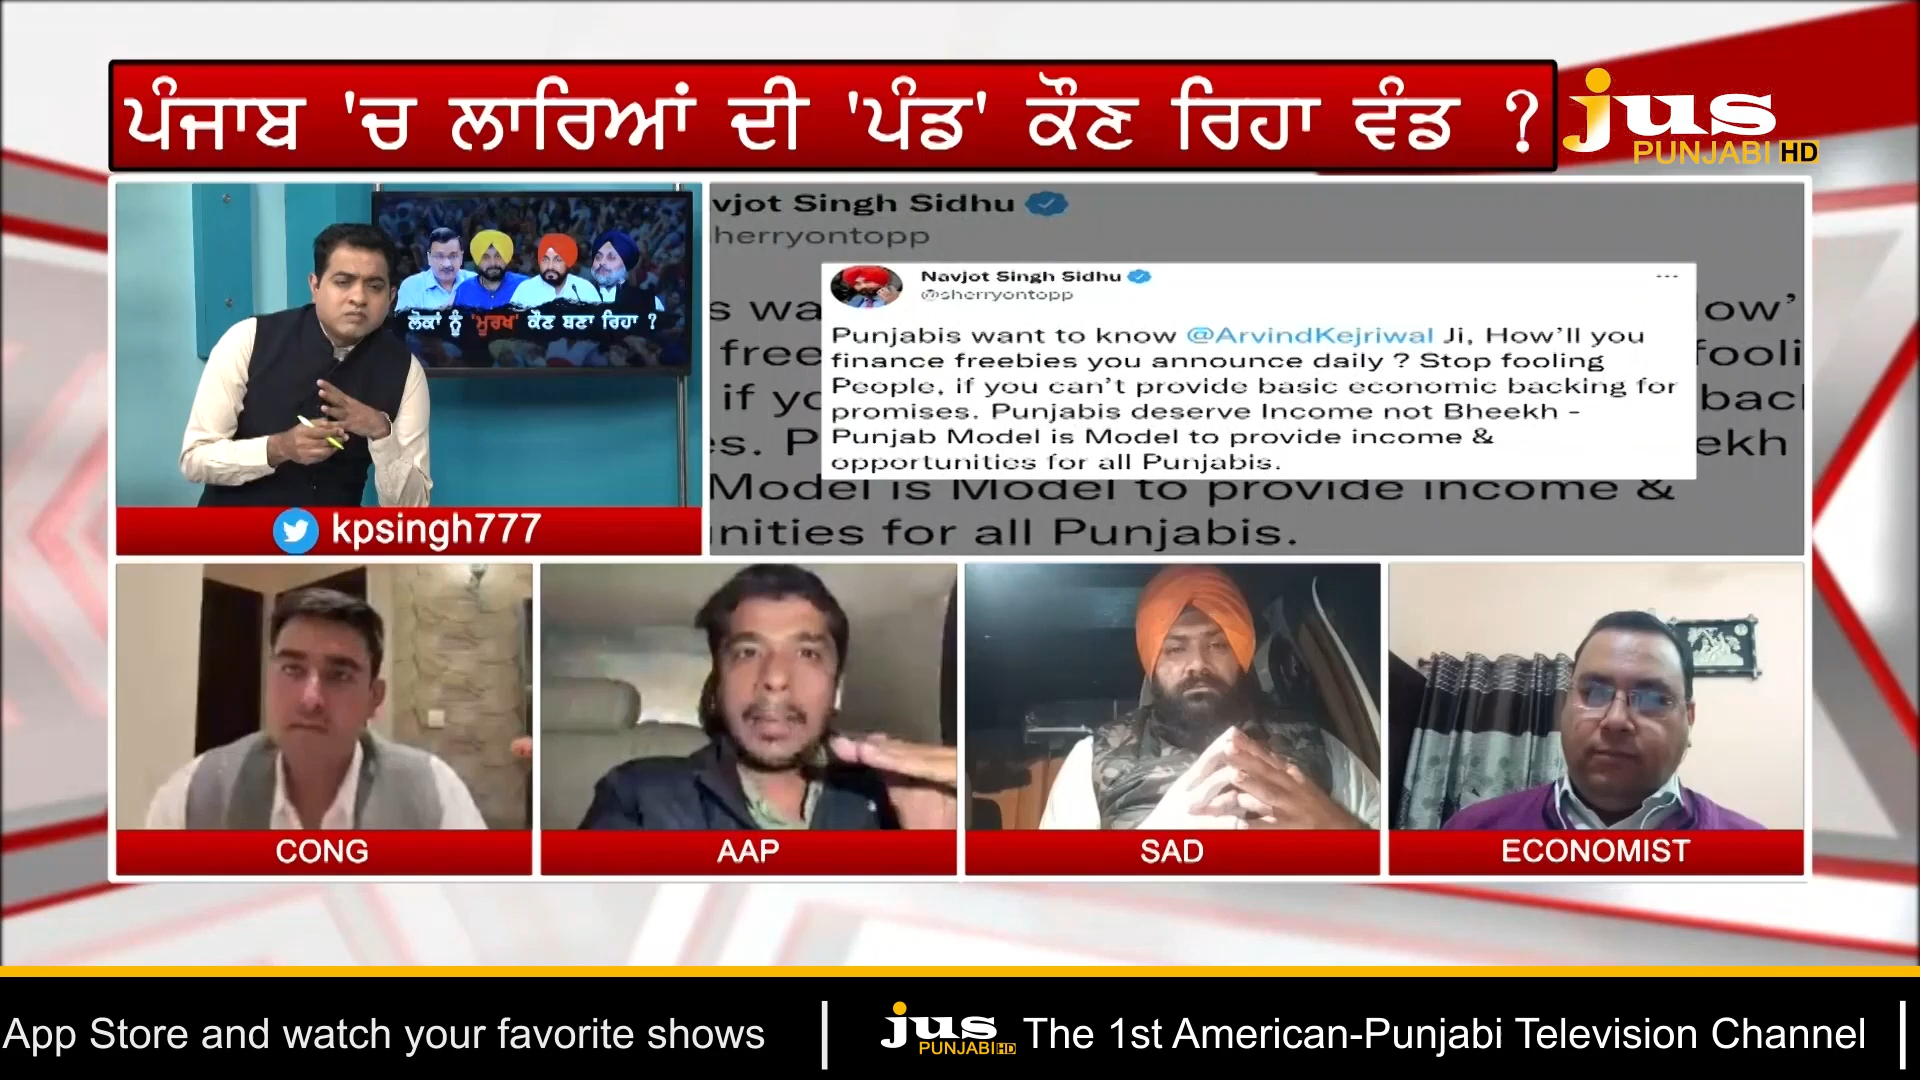 ਪੰਜਾਬ 'ਚ ਲਾਰਿਆਂ ਦੀ 'ਪੰਡ' ਕੌਣ ਰਿਹਾ ਵੰਡ ?
jus
PUNJABI HD
ਲੋਕਾਂ ਨੂੰ 'ਮੂਰਖ' ਕੌਣ ਬਣਾ ਰਿਹਾ ?
kpsingh777
vjot Singh Sidhu
herryontopp
Navjot Singh Sidhu
@sherryontopp
Punjabis want to know @ArvindKejriwal Ji, How'll you
finance freebies you announce daily ? Stop fooling
People, if you can't provide basic economic backing for
promises. Punjabis deserve Income not Bheekh -
Punjab Model is Model to provide income &
opportunities for all Punjabis.
Model is Model to provide income &
nities for all Punjabis.
CONG
AAP
SAD
ECONOMIST
App Store and watch your favorite shows
jus
PUNJABI HD
The 1st American-Punjabi Television Channel